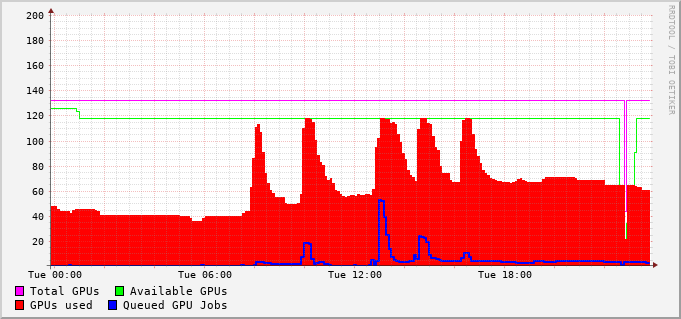 200
180
160
140
120
100
80
60
40
20
Tue 00:00 Tue 06:00 Tue 12:00 Tue 18:00
Total GPUs Available GPUs
GPUs used Queued GPU Jobs
RRDTOOL / TOBI OETIKER